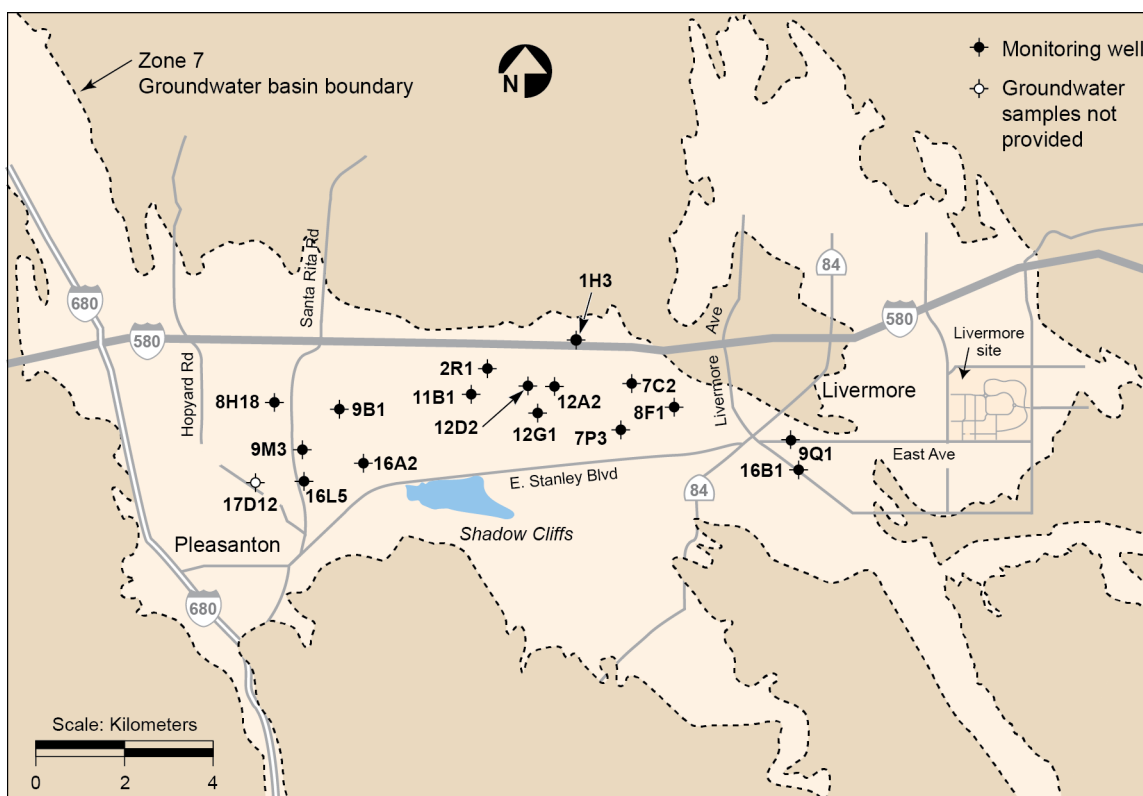 Zone 7
Groundwater basin boundary
N
Monitoring well
Groundwater
samples not
provided
680
580
Hopyard Rd
Santa Rita Rd
1H3
Livermore Ave
84
580
Livermore
site
Livermore
2R1
11B1
12D2
12A2
12G1
7C2
8F1
7P3
8H18
9B1
9M3
16A2
16L5
17D12
9Q1
16B1
East Ave
E. Stanley Blvd
84
Shadow Cliffs
Pleasanton
680
Scale: Kilometers
0 2 4